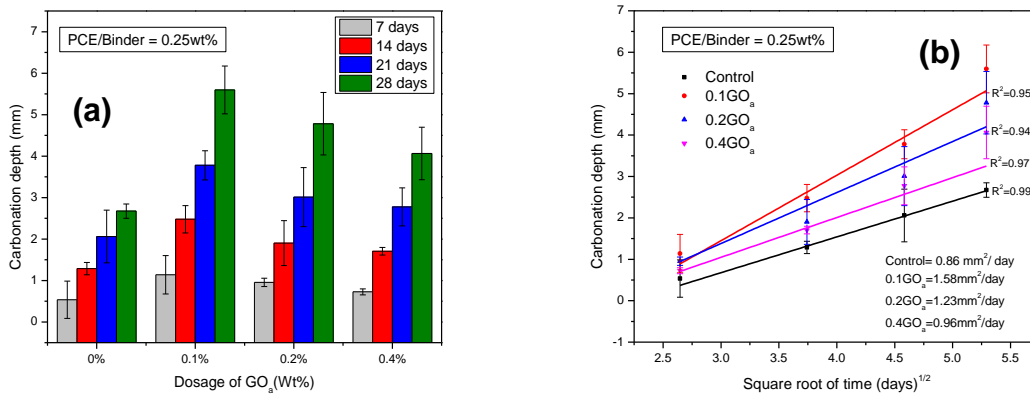 PCE/Binder = 0.25wt%
(a)
7 days
14 days
21 days
28 days
Carbonation depth (mm)
7
6
5
4
3
2
1
0
0%
0.1%
0.2%
0.4%
Dosage of GOₐ(Wt%)
PCE/Binder = 0.25wt%
(b)
Control
0.1GOₐ
0.2GOₐ
0.4GOₐ
Carbonation depth (mm)
7
6
5
4
3
2
1
0
-1
R²=0.95
R²=0.94
R²=0.97
R²=0.99
Control= 0.86 mm²/ day
0.1GOₐ=1.58mm²/day
0.2GOₐ=1.23mm²/day
0.4GOₐ=0.96mm²/day
2.5
3.0
3.5
4.0
4.5
5.0
5.5
Square root of time (days)¹/²